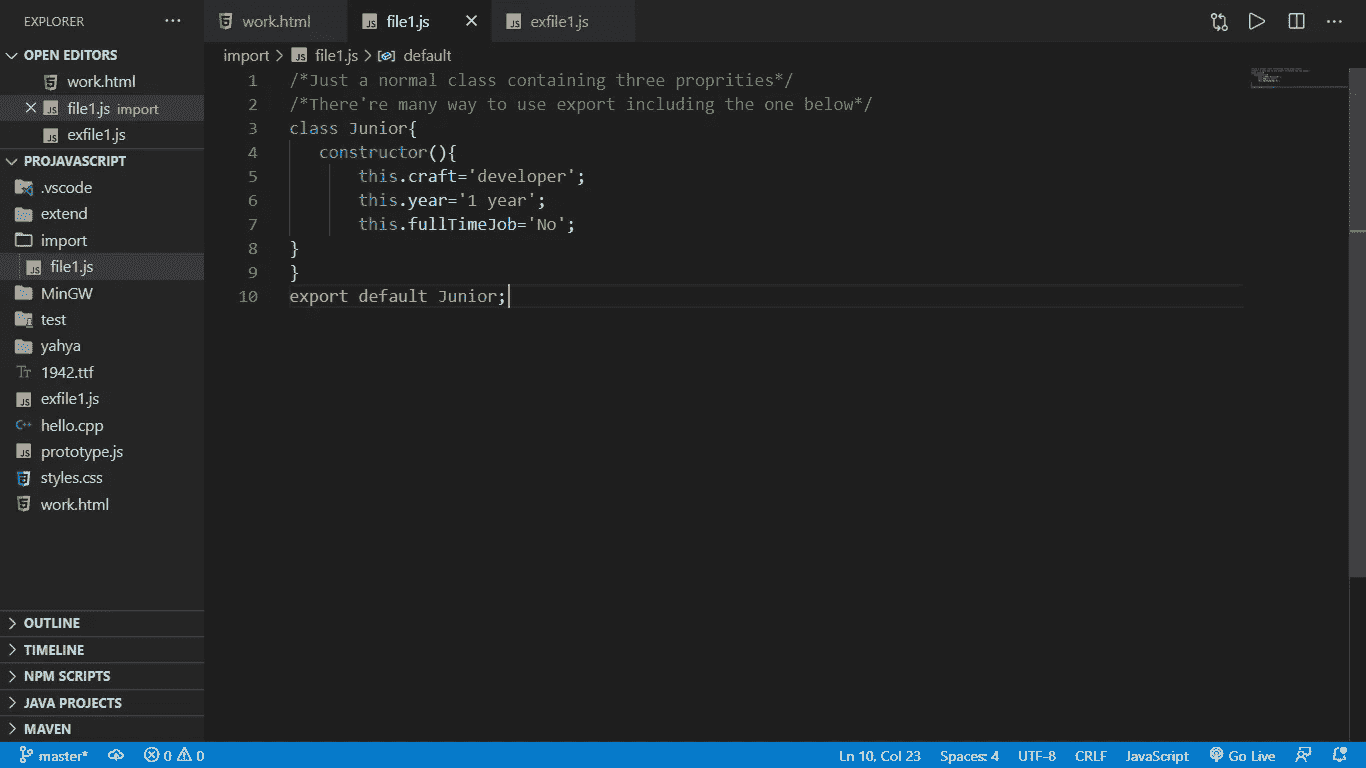 EXPLORER ···
OPEN EDITORS
work.html
file1.js import
exfile1.js
PROJAVASCRIPT
.vscode
extend
import
file1.js
MinGW
test
yahya
1942.ttf
exfile1.js
hello.cpp
prototype.js
styles.css
work.html
OUTLINE
TIMELINE
NPM SCRIPTS
JAVA PROJECTS
MAVEN
work.html file1.js exfile1.js
import > file1.js > default
1 /*Just a normal class containing three proprities*/
2 /*There're many way to use export including the one below*/
3 class Junior{
4 constructor(){
5 this.craft='developer';
6 this.year='1 year';
7 this.fullTimeJob='No';
8 }
9 }
10 export default Junior;
master* 0 0 Ln 10, Col 23 Spaces: 4 UTF-8 CRLF JavaScript Go Live